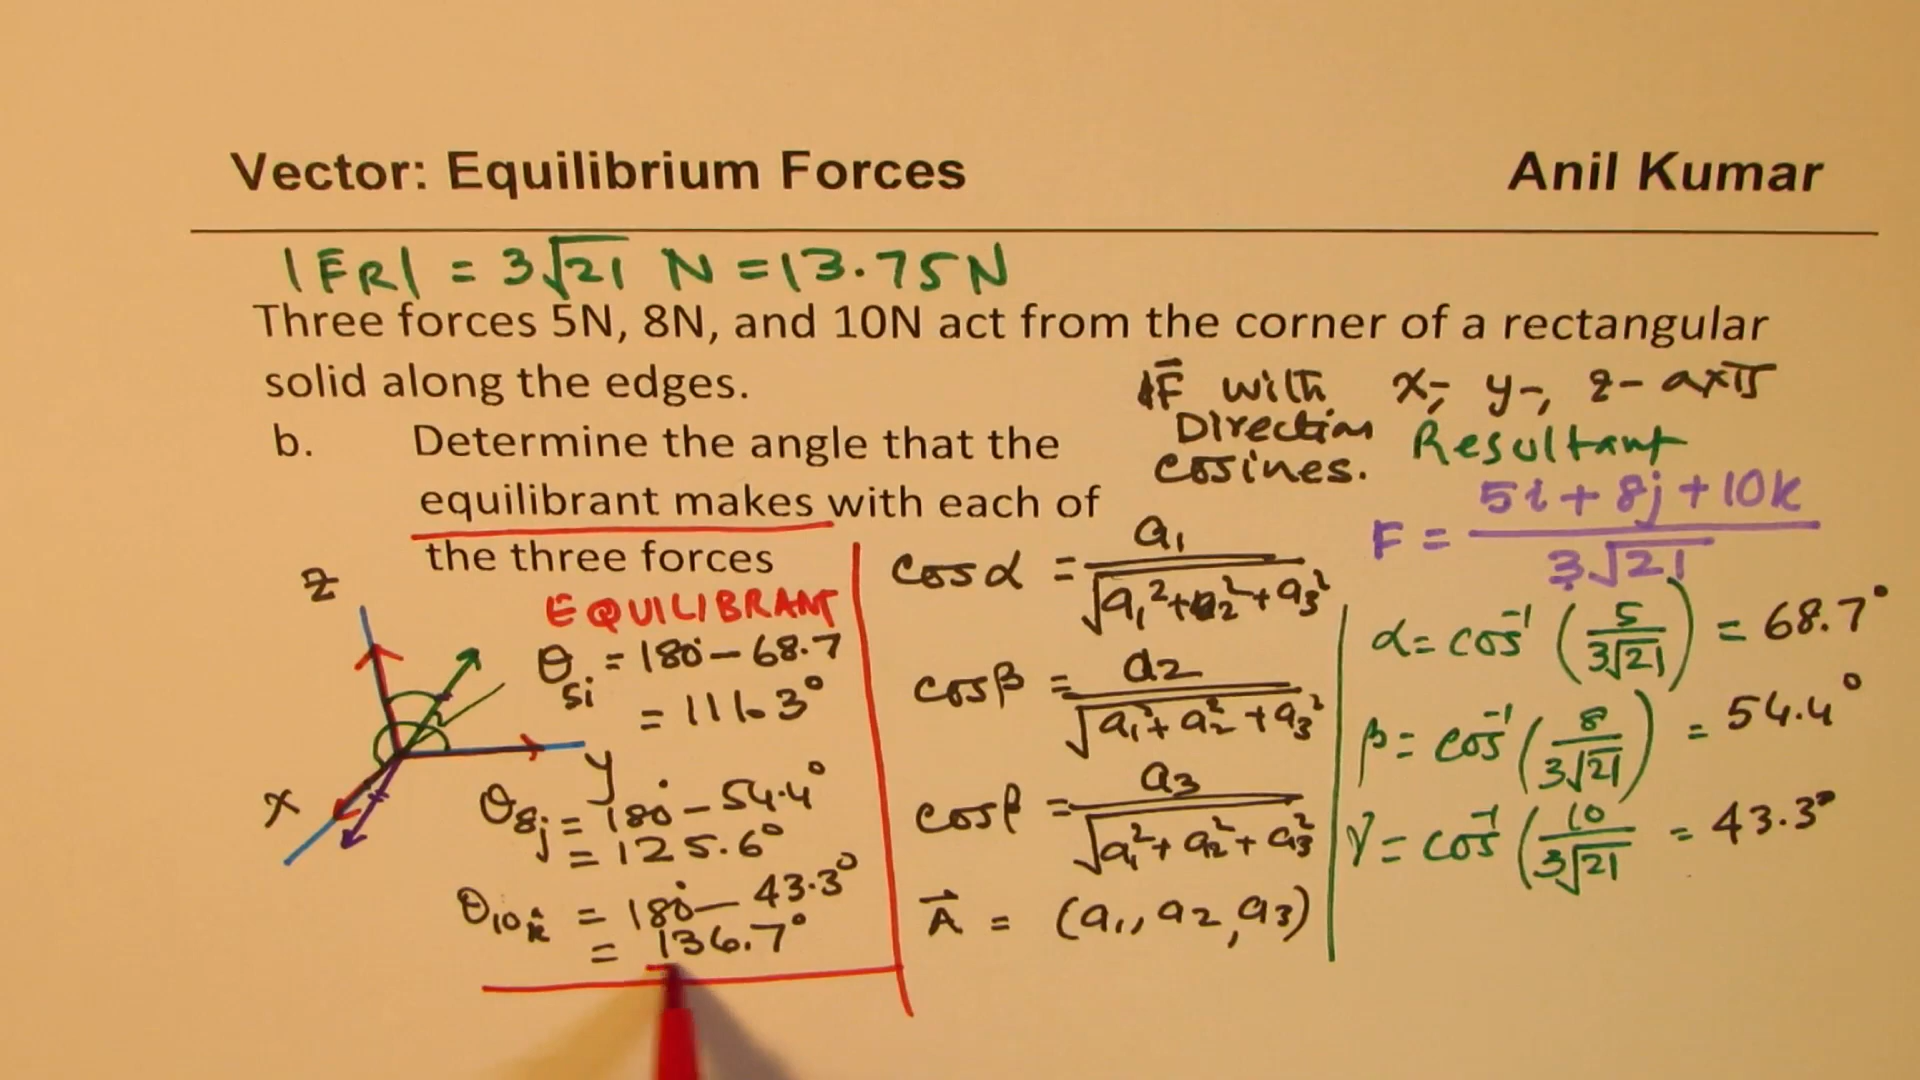 Vector: Equilibrium Forces Anil Kumar
|FR| = 3√21 N = 13.75N
Three forces 5N, 8N, and 10N act from the corner of a rectangular
solid along the edges.
F⃗ with x-, y-, z-axis
Direction
cosines.
Resultant
F = (5i + 8j + 10k)/(3√21)
b. Determine the angle that the
equilibrant makes with each of
the three forces
z
x
y
EQUILIBRANT
θ5i = 180° – 68.7
= 111.3°
θ8j = 180° – 54.4°
= 125.6°
θ10k̂ = 180° – 43.3°
= 136.7°
cosα = a1/√(a1²+a2²+a3²)
cosβ = a2/√(a1²+a2²+a3²)
cosβ = a3/√(a1²+a2²+a3²)
A⃗ = (a1, a2, a3)
α = cos⁻¹(5/(3√21)) = 68.7°
β = cos⁻¹(8/(3√21)) = 54.4°
γ = cos⁻¹(10/(3√21) = 43.3°